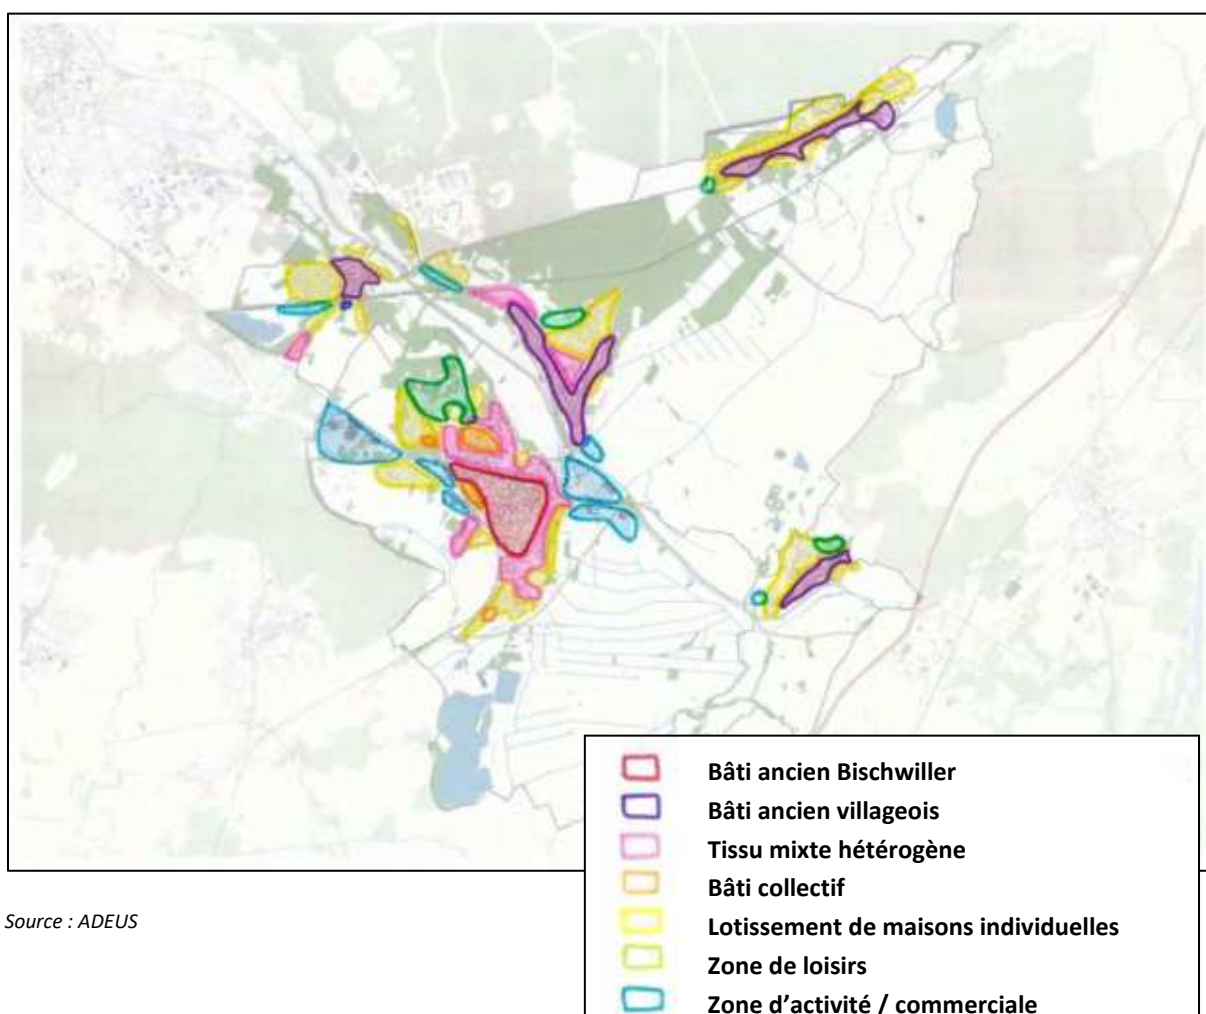 Bâti ancien Bischwiller
Bâti ancien villageois
Tissu mixte hétérogène
Bâti collectif
Lotissement de maisons individuelles
Zone de loisirs
Zone d’activité / commerciale
Source : ADEUS